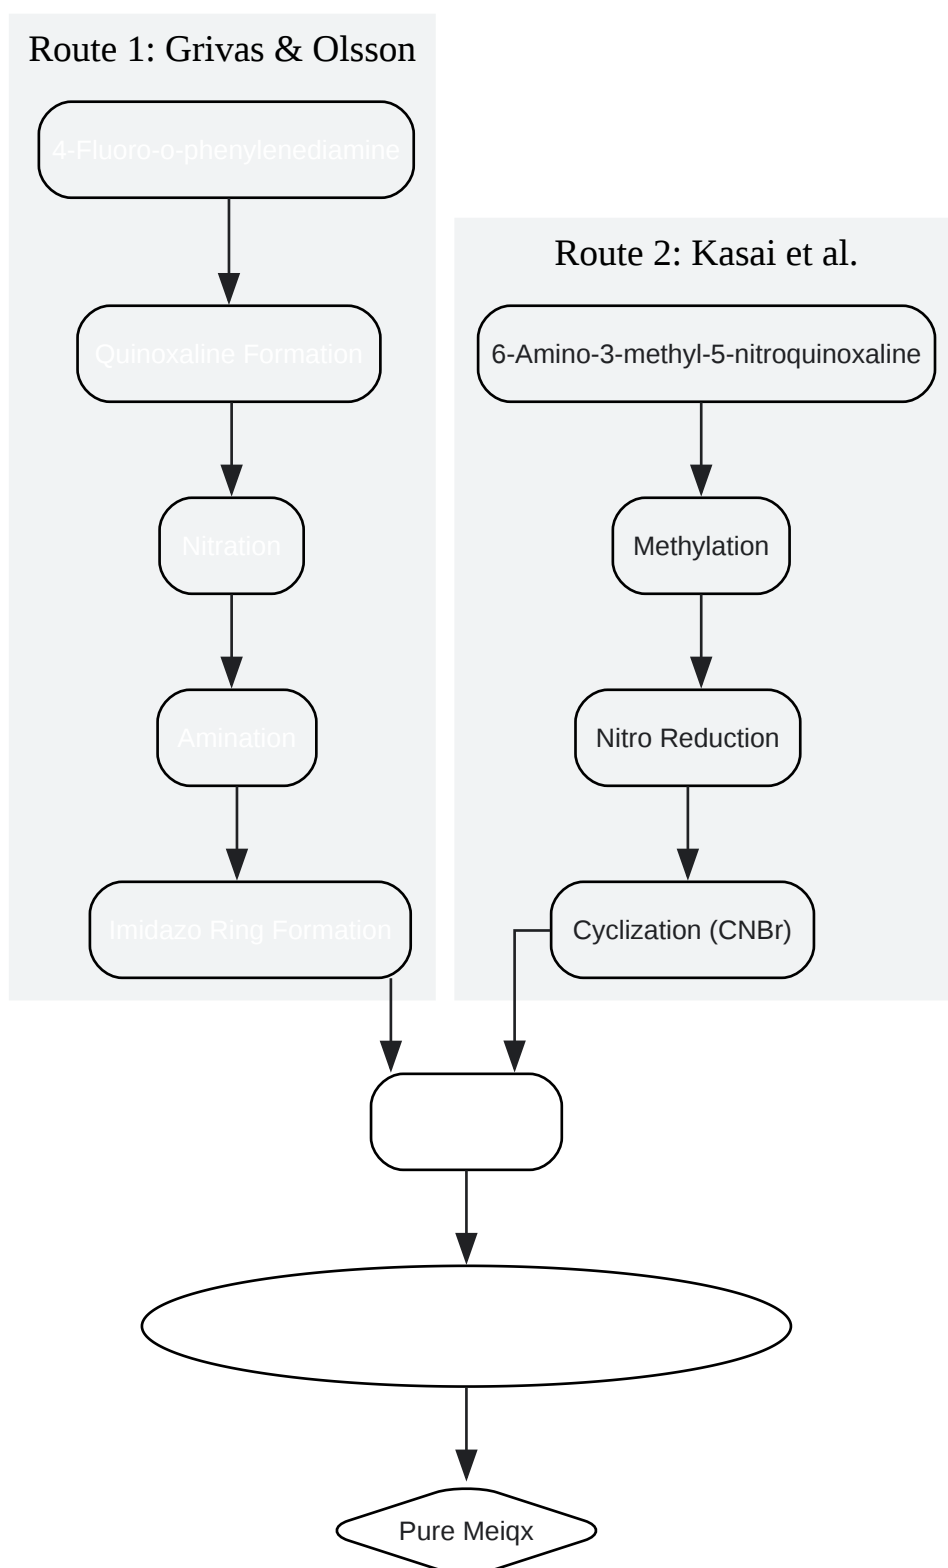 Route 1: Grivas & Olsson
4-Fluoro-o-phenylenediamine
Quinoxaline Formation
Nitration
Amination
Imidazo Ring Formation
Route 2: Kasai et al.
6-Amino-3-methyl-5-nitroquinoxaline
Methylation
Nitro Reduction
Cyclization (CNBr)
Pure Meiqx